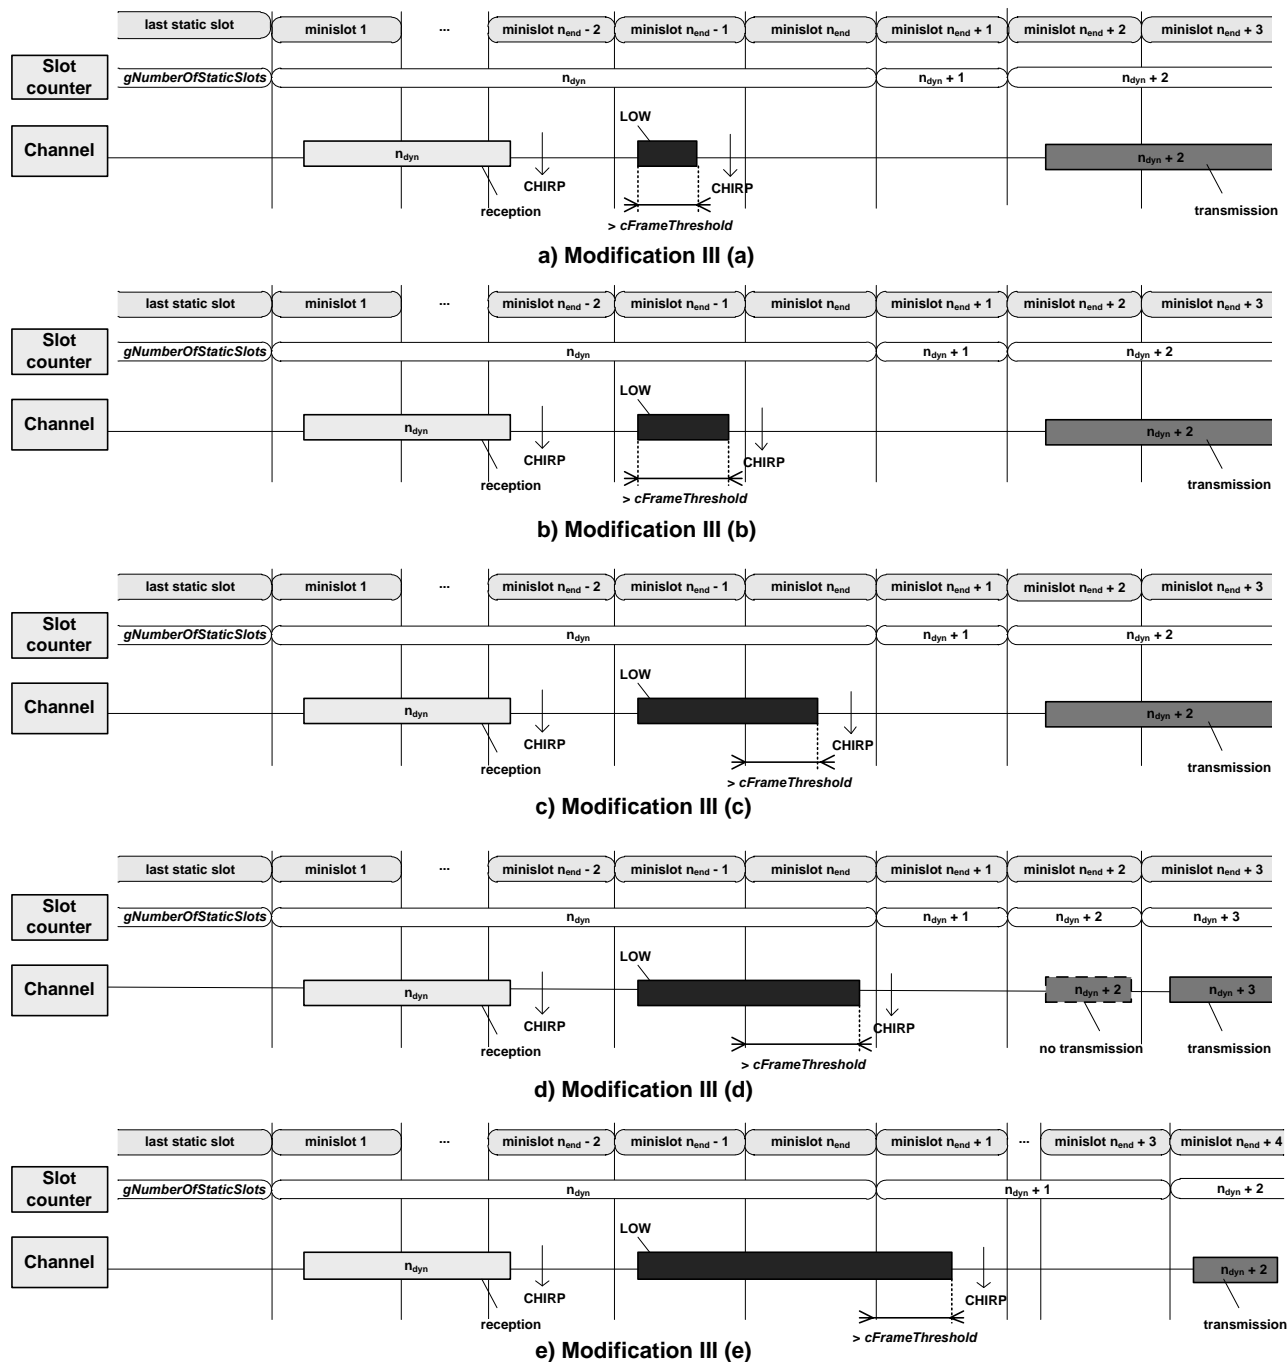 last static slot minislot 1 ... minislot nend - 2 minislot nend - 1 minislot nend minislot nend + 1 minislot nend + 2 minislot nend + 3
Slot counter gNumberOfStaticSlots ndyn ndyn + 1 ndyn + 2
LOW
Channel ndyn ndyn + 2
CHIRP CHIRP
reception transmission
> cFrameThreshold
a) Modification III (a)
last static slot minislot 1 ... minislot nend - 2 minislot nend - 1 minislot nend minislot nend + 1 minislot nend + 2 minislot nend + 3
Slot counter gNumberOfStaticSlots ndyn ndyn + 1 ndyn + 2
LOW
Channel ndyn ndyn + 2
CHIRP CHIRP
reception transmission
> cFrameThreshold
b) Modification III (b)
last static slot minislot 1 ... minislot nend - 2 minislot nend - 1 minislot nend minislot nend + 1 minislot nend + 2 minislot nend + 3
Slot counter gNumberOfStaticSlots ndyn ndyn + 1 ndyn + 2
LOW
Channel ndyn ndyn + 2
CHIRP CHIRP
reception transmission
> cFrameThreshold
c) Modification III (c)
last static slot minislot 1 ... minislot nend - 2 minislot nend - 1 minislot nend minislot nend + 1 minislot nend + 2 minislot nend + 3
Slot counter gNumberOfStaticSlots ndyn ndyn + 1 ndyn + 2 ndyn + 3
LOW
Channel ndyn ndyn + 2 ndyn + 3
CHIRP CHIRP
reception no transmission transmission
> cFrameThreshold
d) Modification III (d)
last static slot minislot 1 ... minislot nend - 2 minislot nend - 1 minislot nend minislot nend + 1 ... minislot nend + 3 minislot nend + 4
Slot counter gNumberOfStaticSlots ndyn ndyn + 1 ndyn + 2
LOW
Channel ndyn ndyn + 2
CHIRP CHIRP
reception transmission
> cFrameThreshold
e) Modification III (e)